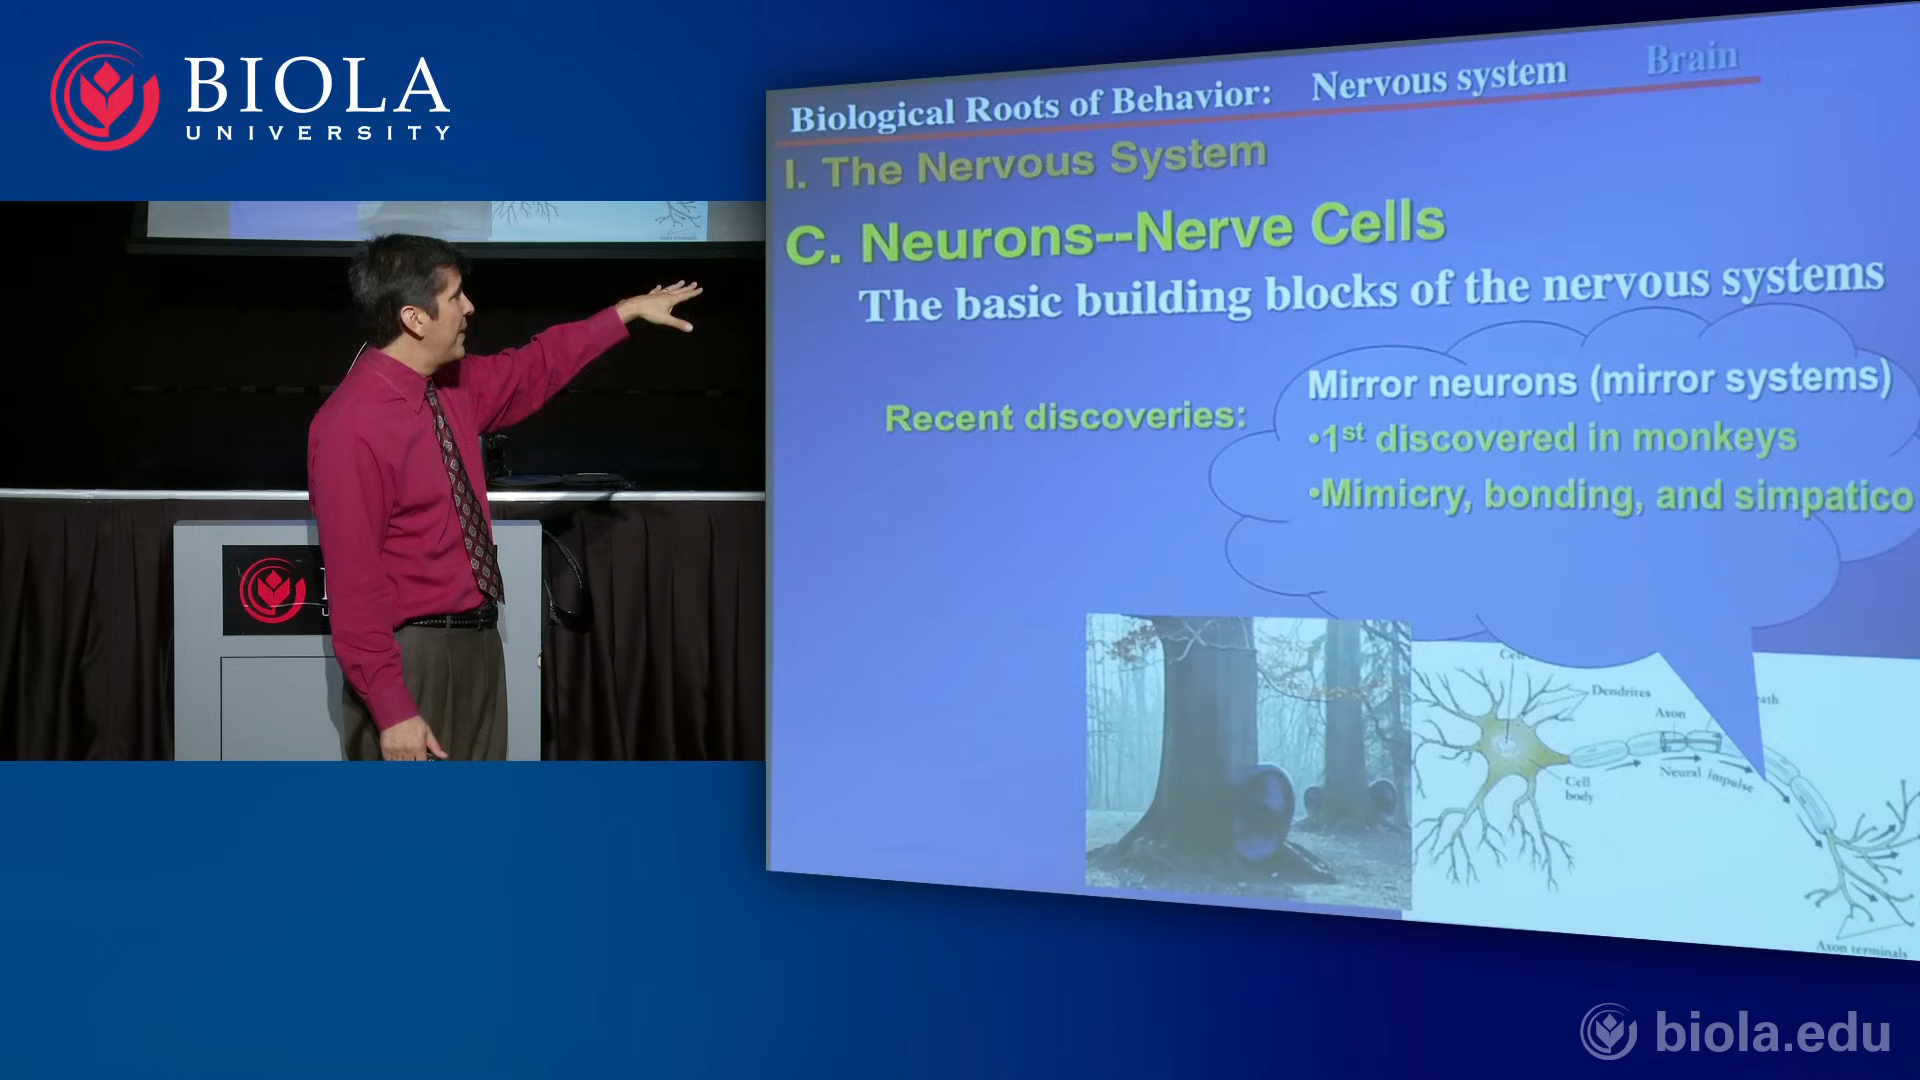 BIOLA
UNIVERSITY
Biological Roots of Behavior: Nervous system Brain
I. The Nervous System
C. Neurons--Nerve Cells
The basic building blocks of the nervous systems
Recent discoveries:
Mirror neurons (mirror systems)
•1st discovered in monkeys
•Mimicry, bonding, and simpatico
Dendrites
Axon
Cell
body
Neural impulse
Axon terminals
biola.edu